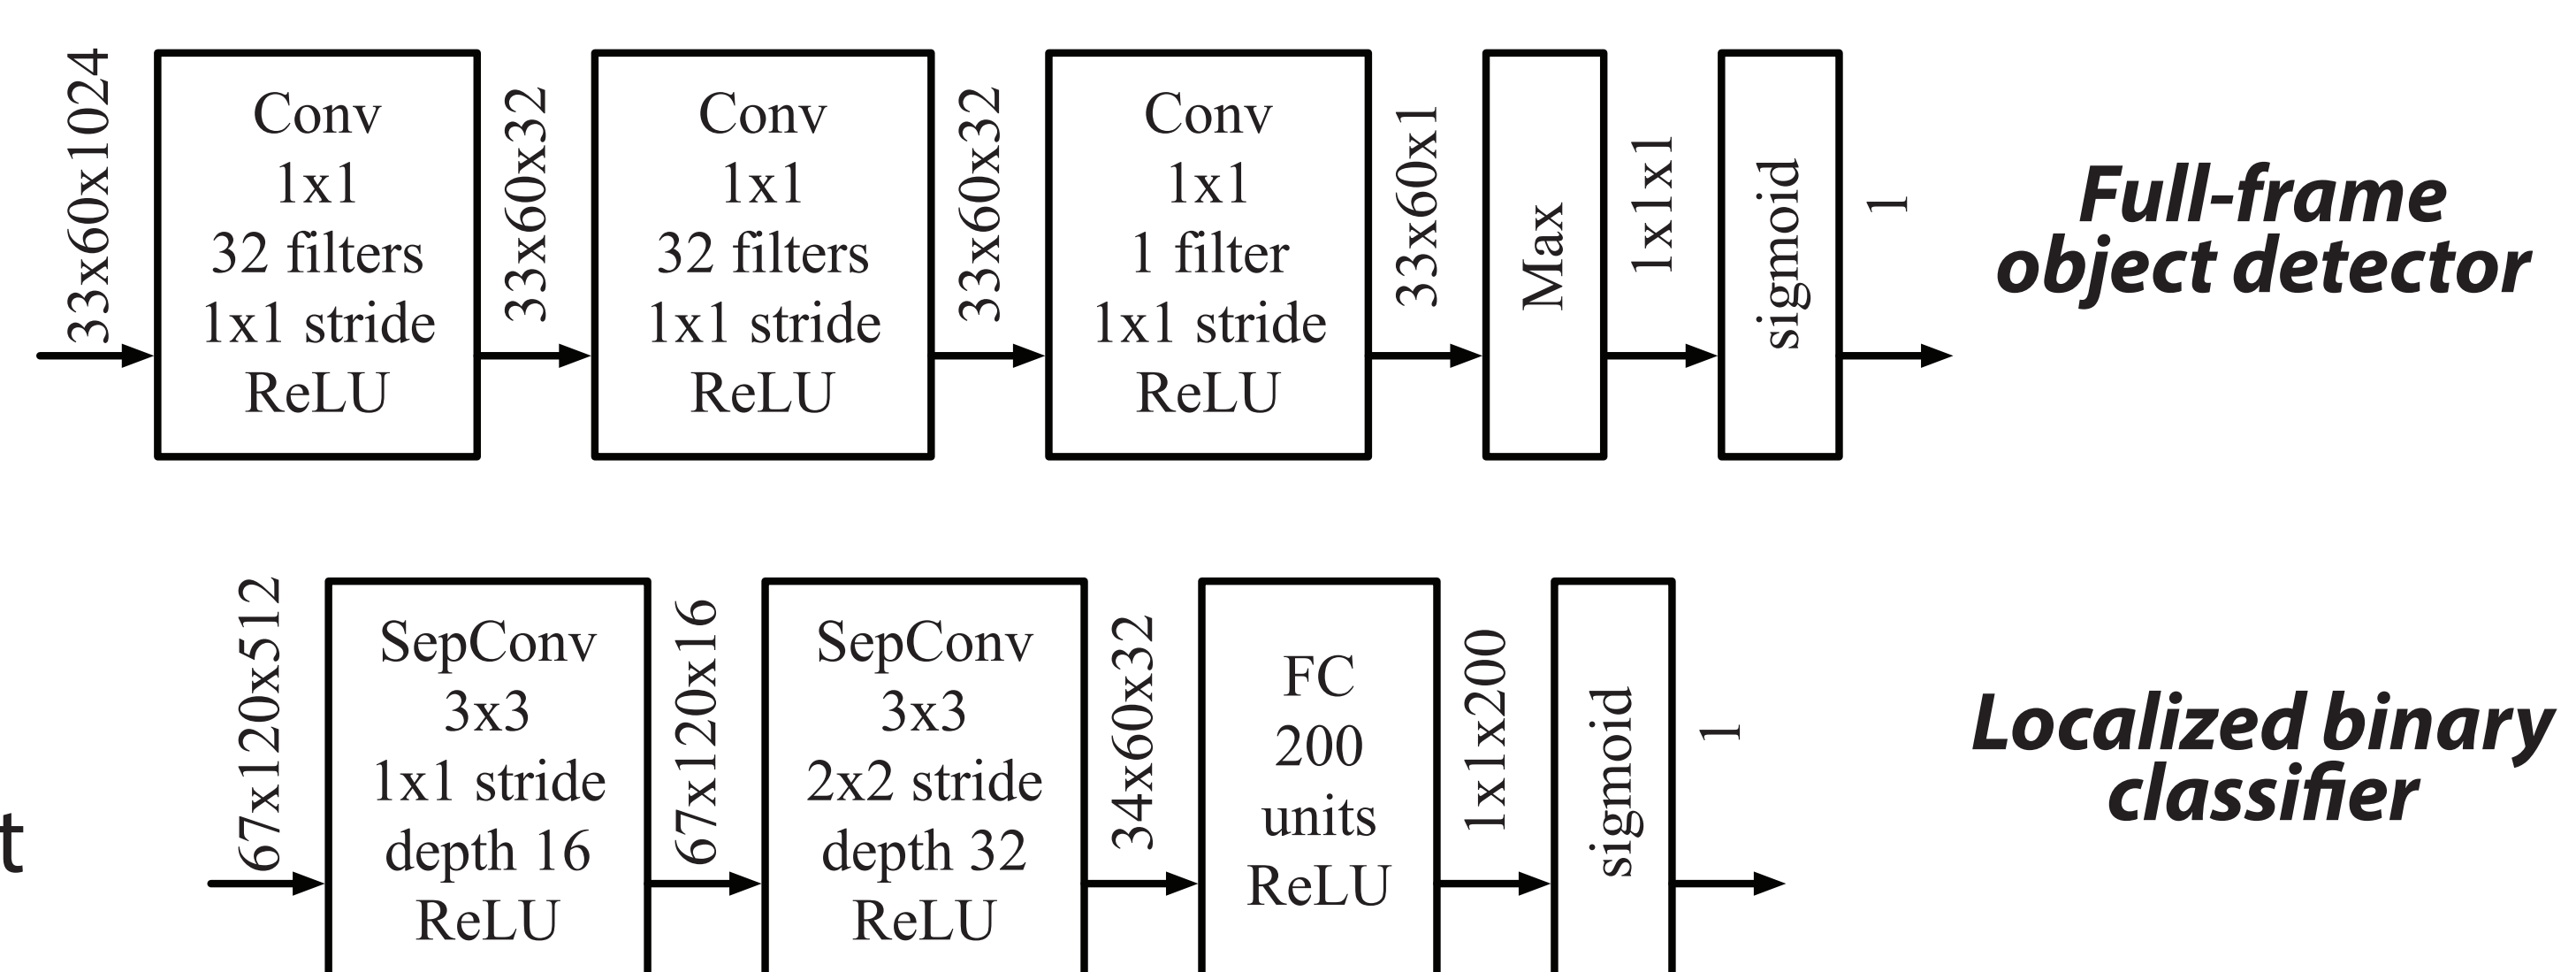 33x60x1024
Conv
1x1
32 filters
1x1 stride
ReLU
33x60x32
Conv
1x1
32 filters
1x1 stride
ReLU
33x60x32
Conv
1x1
1 filter
1x1 stride
ReLU
33x60x1
Max
1x1x1
sigmoid
1
Full-frame
object detector
t
67x120x512
SepConv
3x3
1x1 stride
depth 16
ReLU
67x120x16
SepConv
3x3
2x2 stride
depth 32
ReLU
34x60x32
FC
200
units
ReLU
1x1x200
sigmoid
1
Localized binary
classifier